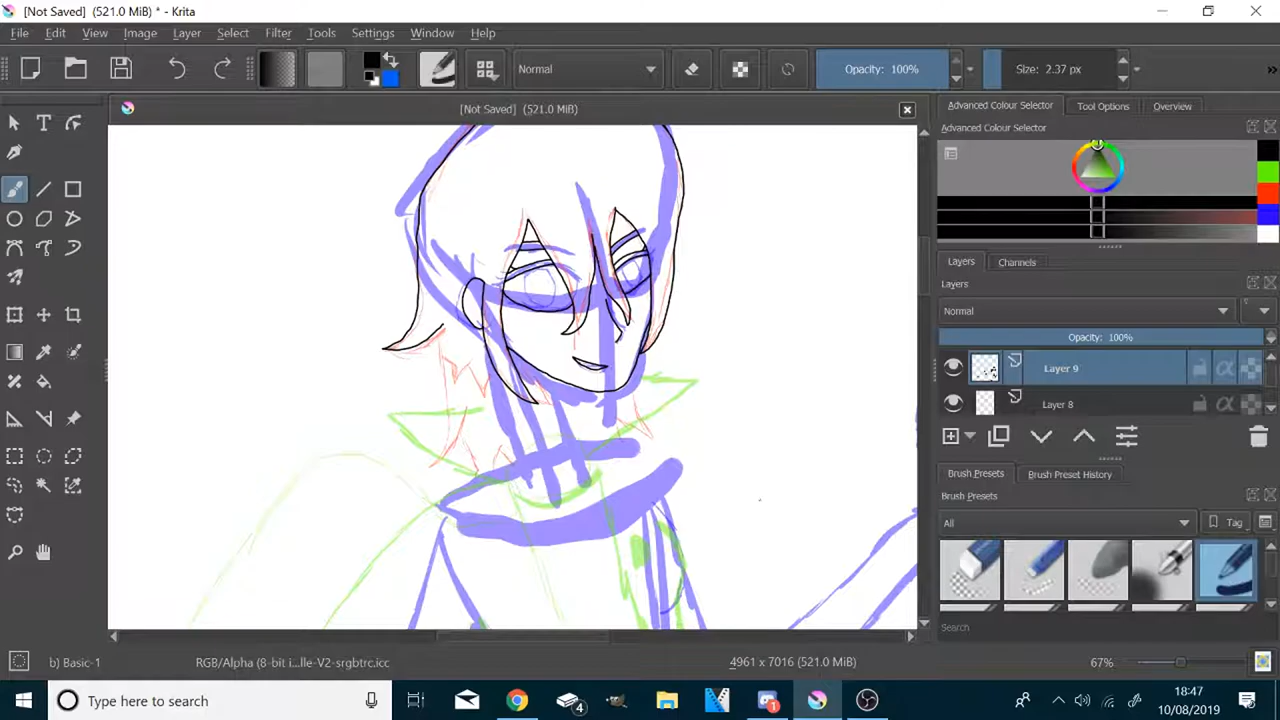 [Not Saved] (521.0 MiB) * - Krita
File Edit View Image Layer Select Filter Tools Settings Window Help
Normal
Opacity: 100%
Size: 2.37 px
[Not Saved] (521.0 MiB)
Advanced Colour Selector
Tool Options
Overview
Advanced Colour Selector
Layers
Channels
Layers
Normal
Opacity: 100%
Layer 9
Layer 8
Brush Presets
Brush Preset History
Brush Presets
All
Tag
Search
b) Basic-1
RGB/Alpha (8-bit i...lle-V2-srgbtrc.icc
4961 x 7016 (521.0 MiB)
67%
Type here to search
4
1
18:47
10/08/2019